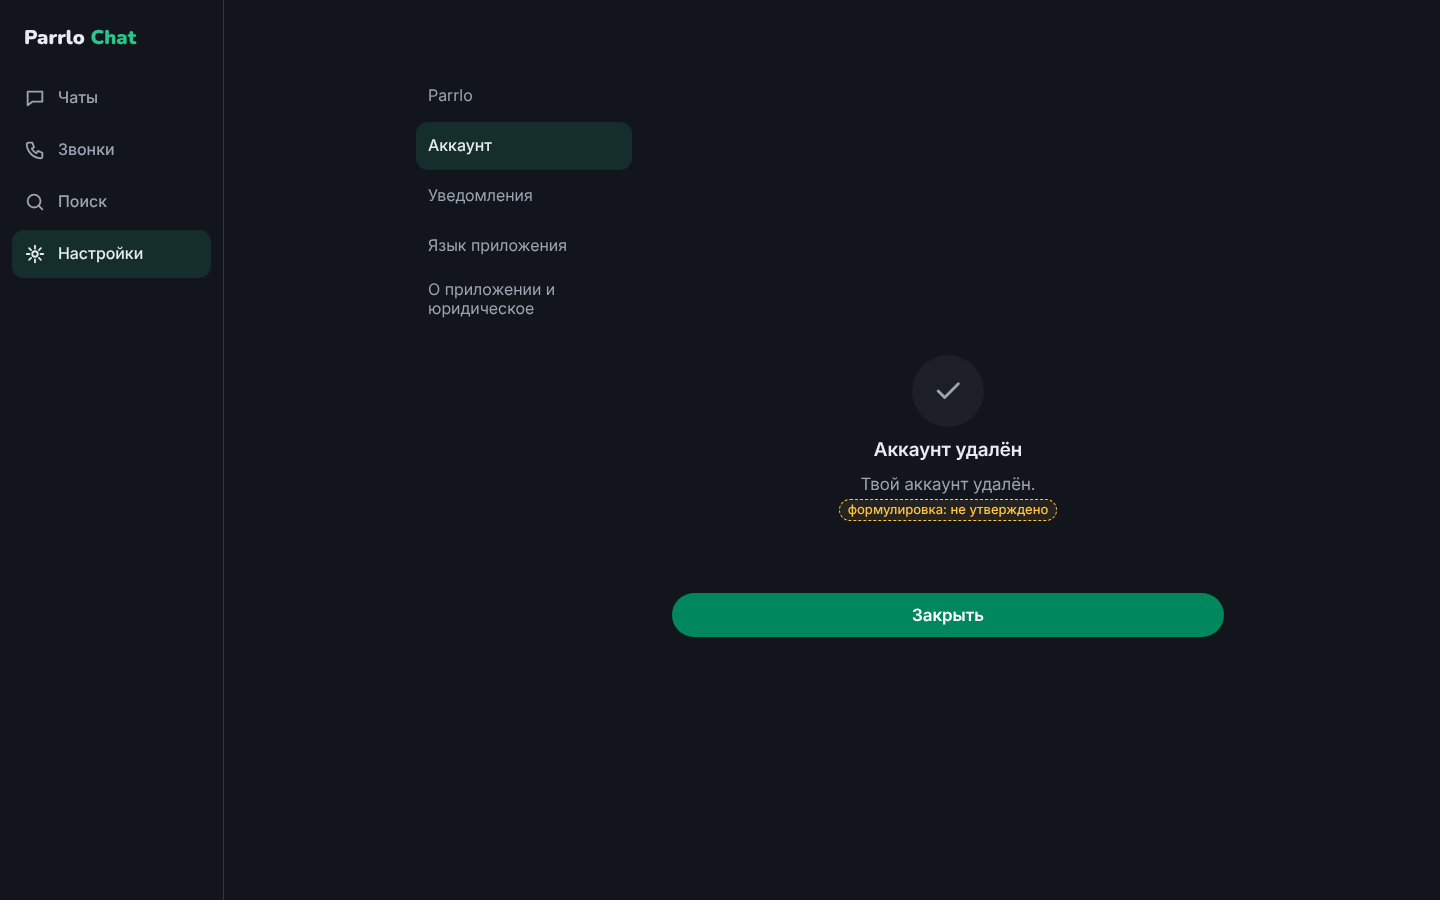 Parrlo Chat
Чаты
Звонки
Поиск
Настройки
Parrlo
Аккаунт
Уведомления
Язык приложения
О приложении и
юридическое
Аккаунт удалён
Твой аккаунт удалён.
формулировка: не утверждено
Закрыть